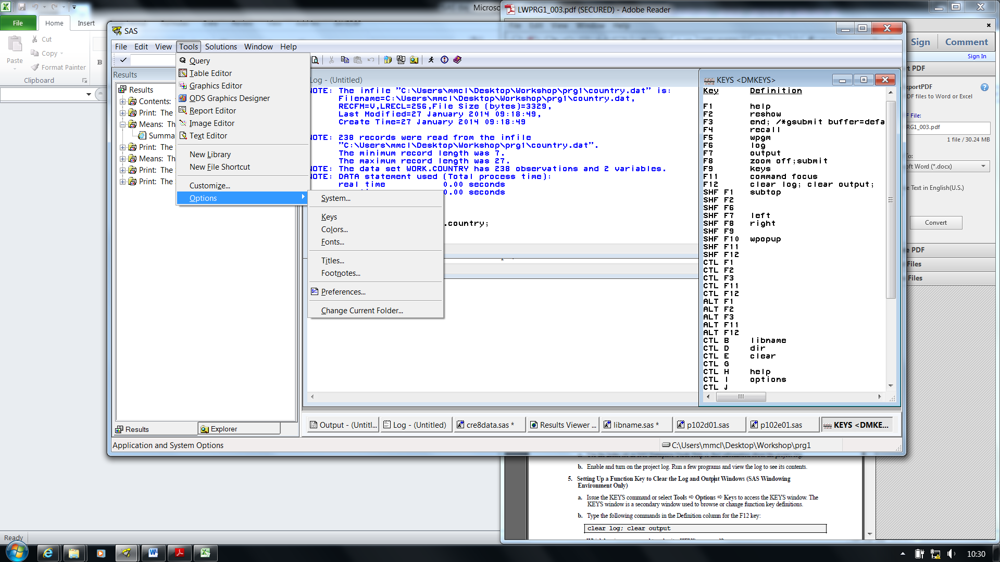 File
Home
Insert
Microsc
Cut
Copy
Paste
Format Painter
B
Clipboard
Ready
LWPRG1_003.pdf (SECURED) - Adobe Reader
Sign
Comment
Sign In
rt PDF
xportPDF
DF files to Word or Excel
F File:
RG1_003.pdf
1 file / 30.24 MB
To:
oft Word (*.docx)
e Text in English(U.S.)
Convert
e PDF
Files
Files
SAS
File Edit View Tools Solutions Window Help
Results
Results
Contents:
Print: The
Means: Th
Summa
Print: The
Means: Th
Print: The
Print: The
Query
Table Editor
Graphics Editor
ODS Graphics Designer
Report Editor
Image Editor
Text Editor
New Library
New File Shortcut
Customize...
Options
System...
Keys
Colors...
Fonts...
Titles...
Footnotes...
Preferences...
Change Current Folder...
Log - (Untitled)
NOTE: The infile "C:\Users\mmcl\Desktop\Workshop\prg1\country.dat" is:
Filename=C:\Users\mmcl\Desktop\Workshop\prg1\country.dat,
RECFM=V,LRECL=256,File Size (bytes)=3329,
Last Modified=27 January 2014 09:18:49,
Create Time=27 January 2014 09:18:49
NOTE: 238 records were read from the infile
"C:\Users\mmcl\Desktop\Workshop\prg1\country.dat".
The minimum record length was 7.
The maximum record length was 27.
NOTE: The data set WORK.COUNTRY has 238 observations and 2 variables.
NOTE: DATA statement used (Total process time):
real time 0.00 seconds
0.00 seconds
.country;
KEYS <DMKEYS>
Key Definition
F1 help
F2 reshow
F3 end; /*gsubmit buffer=defa
F4 recall
F5 wpgm
F6 log
F7 output
F8 zoom off;submit
F9 keys
F11 command focus
F12 clear log; clear output;
SHF F1 subtop
SHF F2
SHF F6
SHF F7 left
SHF F8 right
SHF F9
SHF F10 wpopup
SHF F11
SHF F12
CTL F1
CTL F2
CTL F3
CTL F11
CTL F12
ALT F1
ALT F2
ALT F3
ALT F11
ALT F12
CTL B libname
CTL D dir
CTL E clear
CTL G
CTL H help
CTL I options
CTL J
Results
Explorer
Output - (Untitl...
Log - (Untitled)
cre8data.sas *
Results Viewer ...
libname.sas *
p102d01.sas
p102e01.sas
KEYS <DMKE...
Application and System Options
C:\Users\mmcl\Desktop\Workshop\prg1
b. Enable and turn on the project log. Run a few programs and view the log to see its contents.
5. Setting Up a Function Key to Clear the Log and Output Windows (SAS Windowing
Environment Only)
a. Issue the KEYS command or select Tools ⇨ Options ⇨ Keys to access the KEYS window. The
KEYS window is a secondary window used to browse or change function key definitions.
b. Type the following commands in the Definition column for the F12 key:
clear log; clear output
10:30